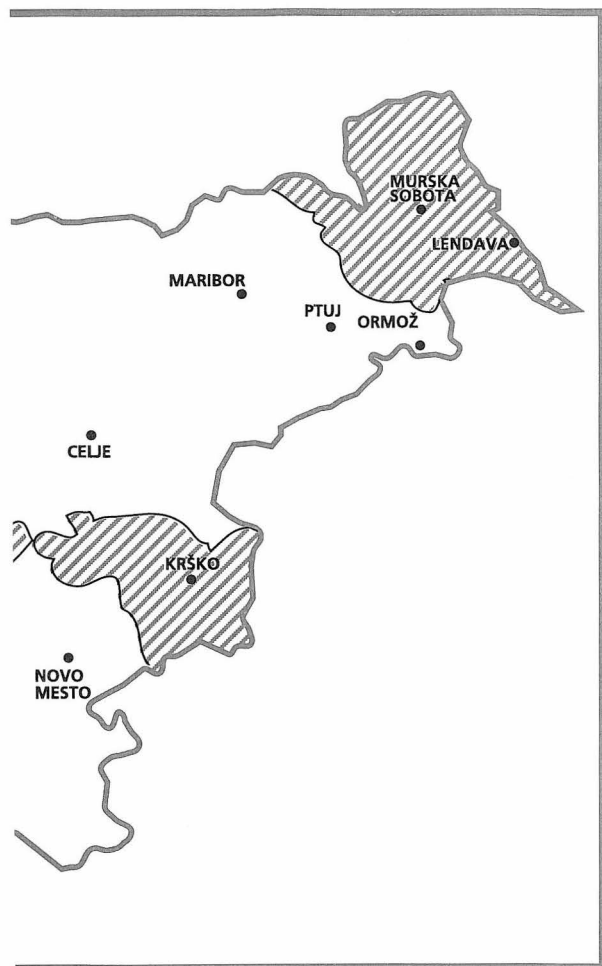 MURSKA
SOBOTA
LENDAVA
MARIBOR
PTUJ
ORMOŽ
CELJE
KRŠKO
NOVO
MESTO